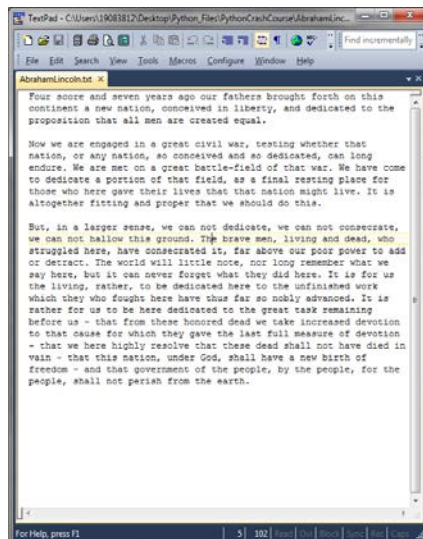 TextPad - C:\Users\19083812\Desktop\Python_Files\PythonCrashCourse\AbrahamLinc...
Find incrementally
File Edit Search View Tools Macros Configure Window Help
AbrahamLincoln.txt
Four score and seven years ago our fathers brought forth on this
continent a new nation, conceived in liberty, and dedicated to the
proposition that all men are created equal.
Now we are engaged in a great civil war, testing whether that
nation, or any nation, so conceived and so dedicated, can long
endure. We are met on a great battle-field of that war. We have come
to dedicate a portion of that field, as a final resting place for
those who here gave their lives that that nation might live. It is
altogether fitting and proper that we should do this.
But, in a larger sense, we can not dedicate, we can not consecrate,
we can not hallow this ground. The brave men, living and dead, who
struggled here, have consecrated it, far above our poor power to add
or detract. The world will little note, nor long remember what we
say here, but it can never forget what they did here. It is for us
the living, rather, to be dedicated here to the unfinished work
which they who fought here have thus far so nobly advanced. It is
rather for us to be here dedicated to the great task remaining
before us - that from these honored dead we take increased devotion
to that cause for which they gave the last full measure of devotion
- that we here highly resolve that these dead shall not have died in
vain - that this nation, under God, shall have a new birth of
freedom - and that government of the people, by the people, for the
people, shall not perish from the earth.
For Help, press F1 5 102 Read Ovr Block Sync Rec Caps